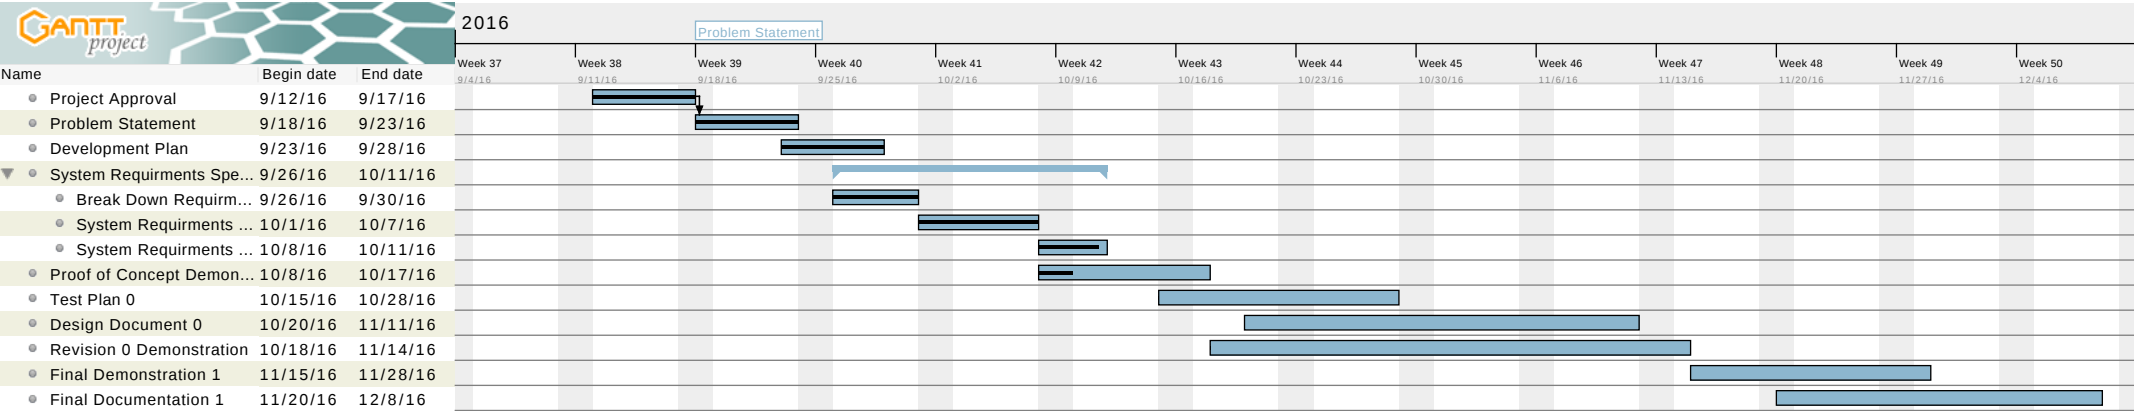 GANTT
project
2016
Problem Statement
Week 37 Week 38 Week 39 Week 40 Week 41 Week 42 Week 43 Week 44 Week 45 Week 46 Week 47 Week 48 Week 49 Week 50
Name Begin date End date
9/4/16 9/11/16 9/18/16 9/25/16 10/2/16 10/9/16 10/16/16 10/23/16 10/30/16 11/6/16 11/13/16 11/20/16 11/27/16 12/4/16
Project Approval 9/12/16 9/17/16
Problem Statement 9/18/16 9/23/16
Development Plan 9/23/16 9/28/16
System Requirments Spe... 9/26/16 10/11/16
Break Down Requirm... 9/26/16 9/30/16
System Requirments ... 10/1/16 10/7/16
System Requirments ... 10/8/16 10/11/16
Proof of Concept Demon... 10/8/16 10/17/16
Test Plan 0 10/15/16 10/28/16
Design Document 0 10/20/16 11/11/16
Revision 0 Demonstration 10/18/16 11/14/16
Final Demonstration 1 11/15/16 11/28/16
Final Documentation 1 11/20/16 12/8/16